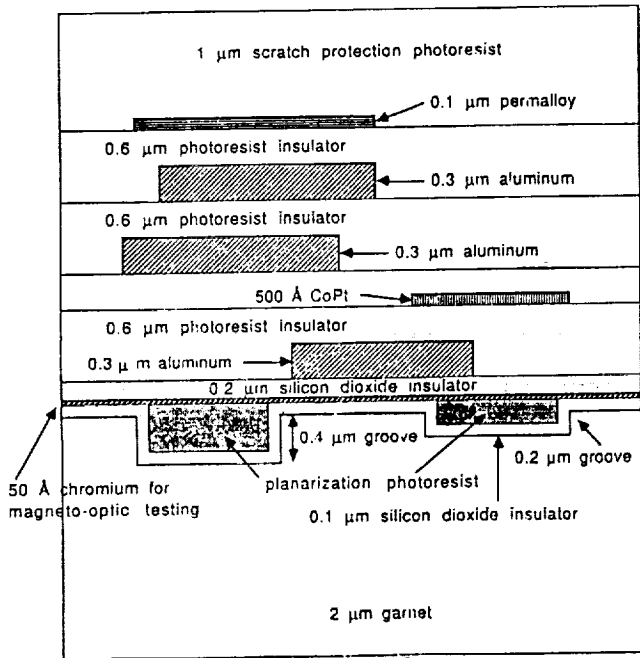 1 μm scratch protection photoresist
0.1 μm permalloy
0.6 μm photoresist insulator
0.3 μm aluminum
0.6 μm photoresist insulator
0.3 μm aluminum
500 Å CoPt
0.6 μm photoresist insulator
0.3 μm aluminum
0.2 μm silicon dioxide insulator
0.4 μm groove
0.2 μm groove
50 Å chromium for
magneto-optic testing
planarization photoresist
0.1 μm silicon dioxide insulator
2 μm garnet